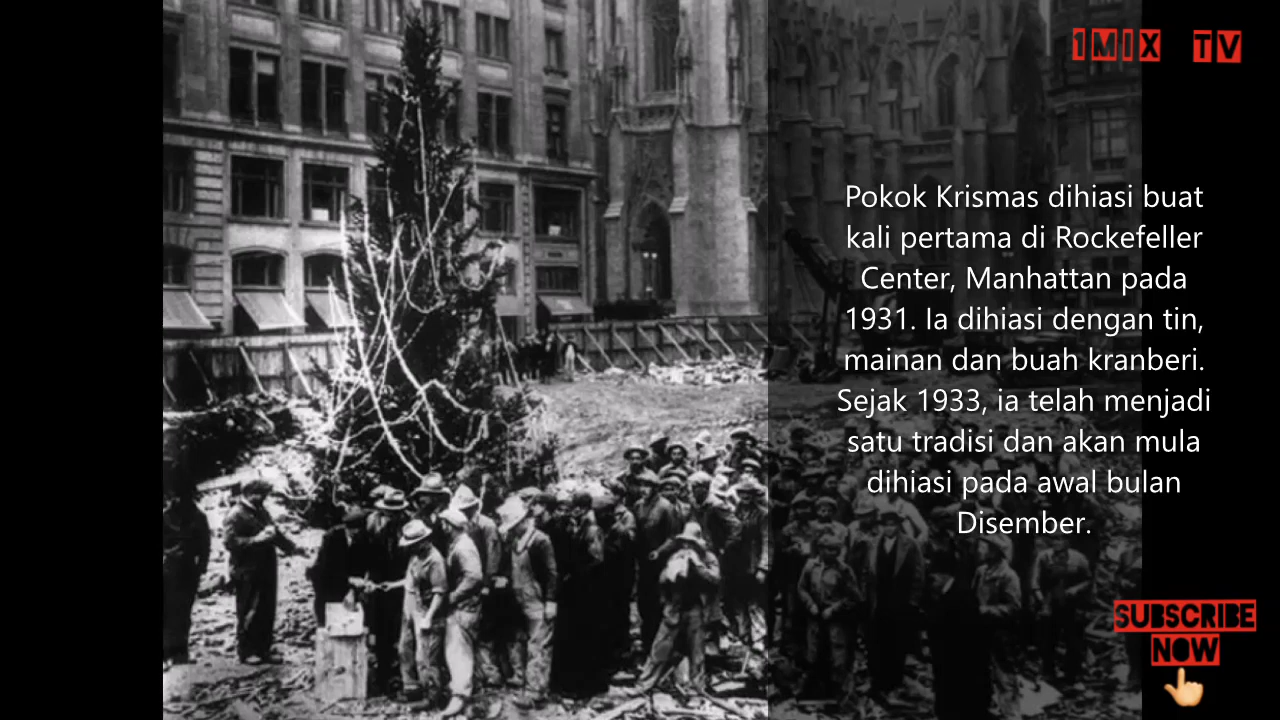 1MIX TV
Pokok Krismas dihiasi buat
kali pertama di Rockefeller
Center, Manhattan pada
1931. Ia dihiasi dengan tin,
mainan dan buah kranberi.
Sejak 1933, ia telah menjadi
satu tradisi dan akan mula
dihiasi pada awal bulan
Disember.
SUBSCRIBE
NOW